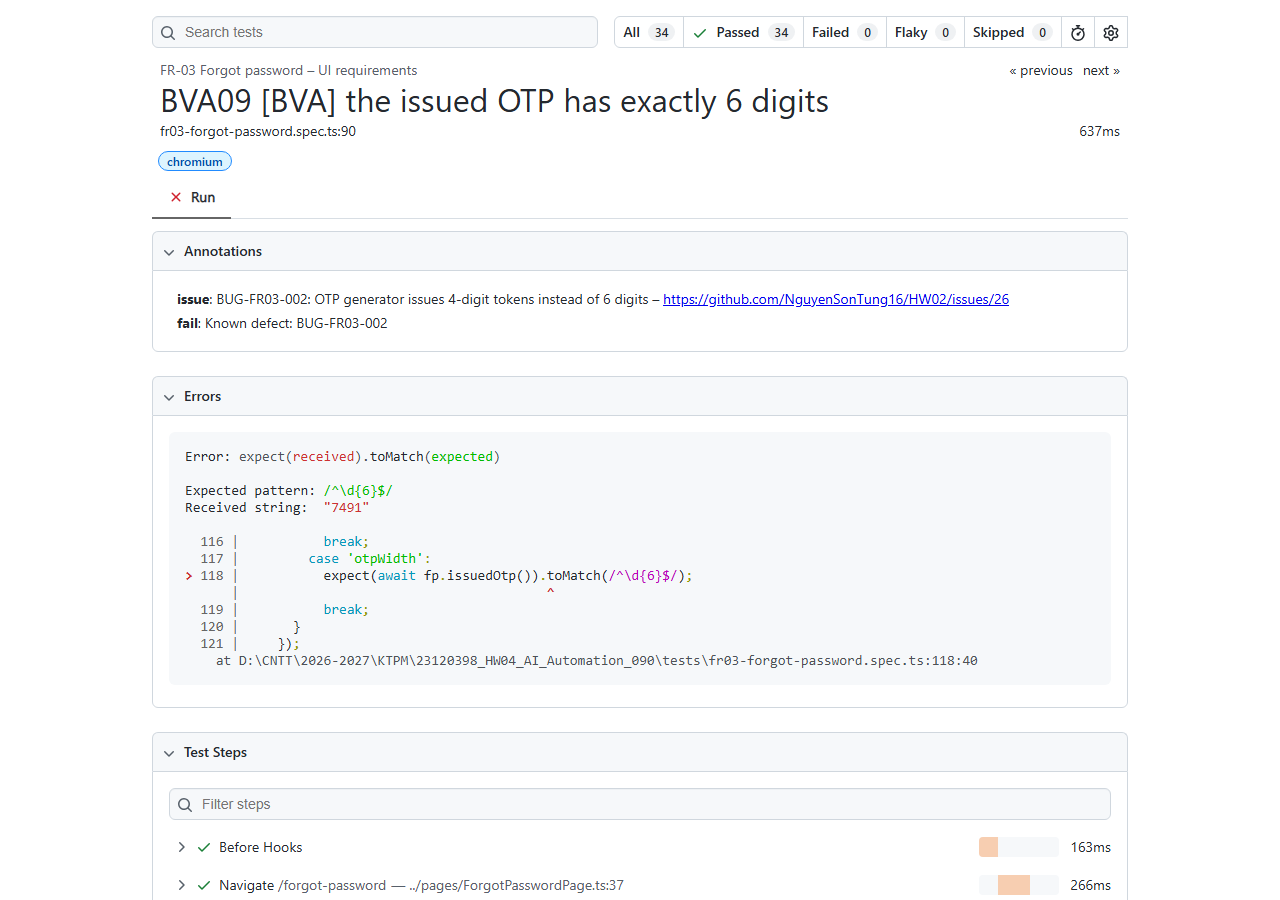 Search tests
All 34 Passed 34 Failed 0 Flaky 0 Skipped 0
FR-03 Forgot password – UI requirements
« previous next »
BVA09 [BVA] the issued OTP has exactly 6 digits
fr03-forgot-password.spec.ts:90
637ms
chromium
Run
Annotations
issue: BUG-FR03-002: OTP generator issues 4-digit tokens instead of 6 digits – https://github.com/NguyenSonTung16/HW02/issues/26
fail: Known defect: BUG-FR03-002
Errors
Error: expect(received).toMatch(expected)
Expected pattern: /^\d{6}$/
Received string:  "7491"
  116 |           break;
  117 |         case 'otpWidth':
> 118 |           expect(await fp.issuedOtp()).toMatch(/^\d{6}$/);
      |                                        ^
  119 |           break;
  120 |       }
  121 |     });
    at D:\CNTT\2026-2027\KTPM\23120398_HW04_AI_Automation_090\tests\fr03-forgot-password.spec.ts:118:40
Test Steps
Filter steps
Before Hooks 163ms
Navigate /forgot-password — ../pages/ForgotPasswordPage.ts:37 266ms